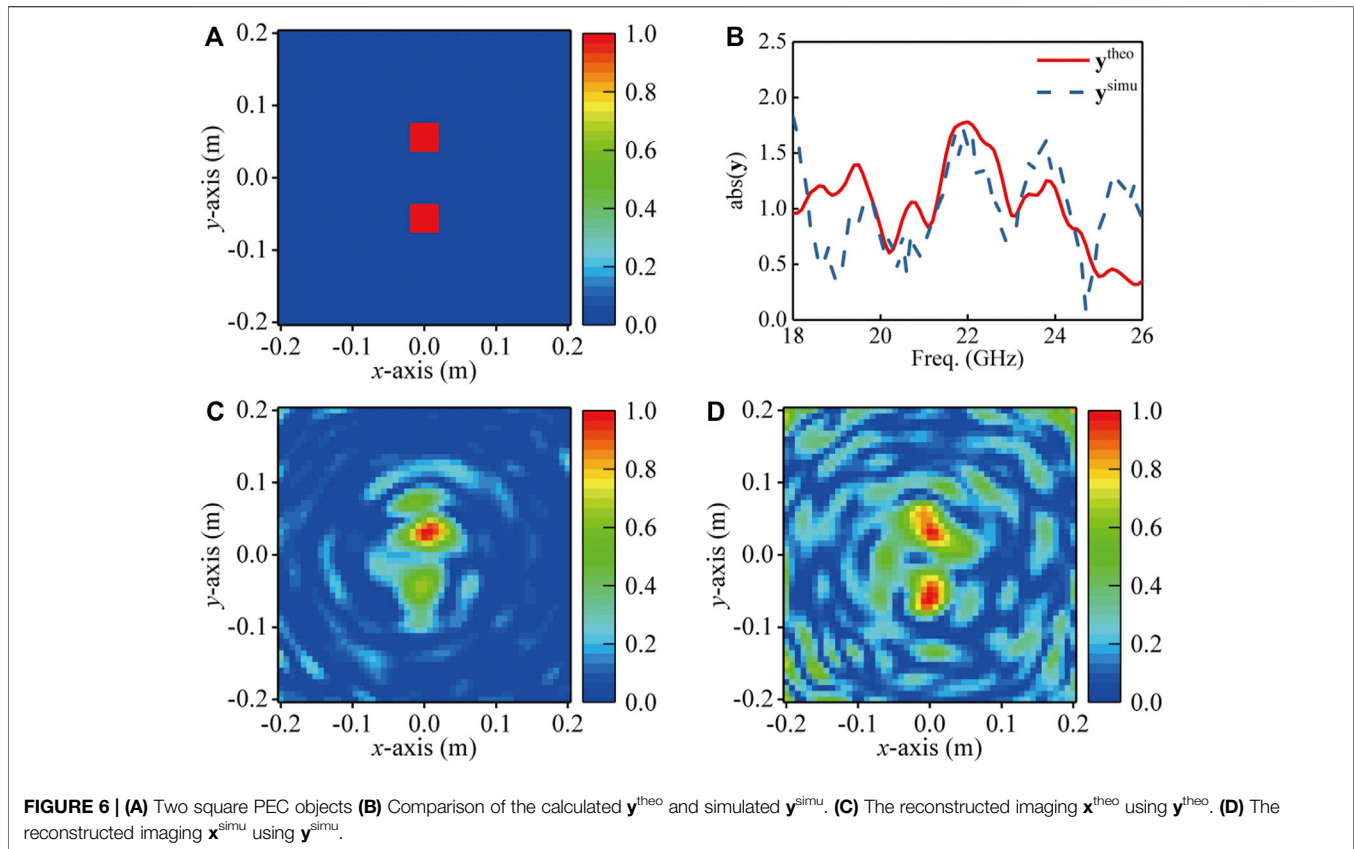 A
0.2
0.1
0.0
-0.1
-0.2
y-axis (m)
-0.2 -0.1 0.0 0.1 0.2
x-axis (m)
1.0
0.8
0.6
0.4
0.2
0.0
B
2.5
2.0
1.5
1.0
0.5
0.0
abs(y)
18 20 22 24 26
Freq. (GHz)
y^theo
y^simu
C
0.2
0.1
0.0
-0.1
-0.2
y-axis (m)
-0.2 -0.1 0.0 0.1 0.2
x-axis (m)
1.0
0.8
0.6
0.4
0.2
0.0
D
0.2
0.1
0.0
-0.1
-0.2
y-axis (m)
-0.2 -0.1 0.0 0.1 0.2
x-axis (m)
1.0
0.8
0.6
0.4
0.2
0.0
FIGURE 6 | (A) Two square PEC objects (B) Comparison of the calculated y^theo and simulated y^simu. (C) The reconstructed imaging x^theo using y^theo. (D) The
reconstructed imaging x^simu using y^simu.